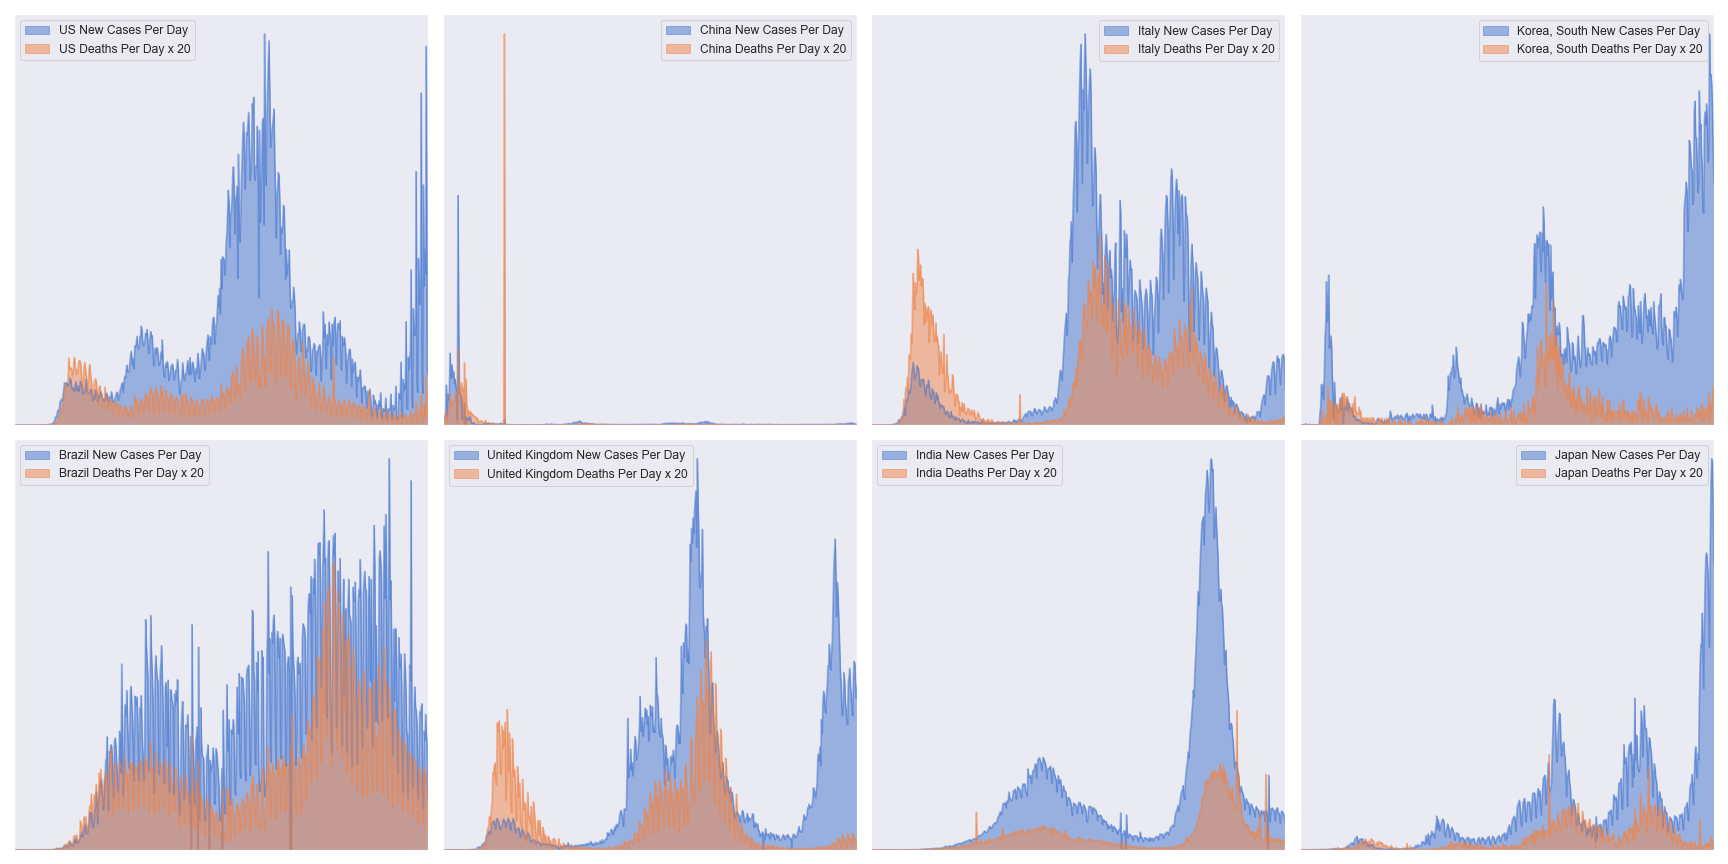 US New Cases Per Day
US Deaths Per Day x 20
China New Cases Per Day
China Deaths Per Day x 20
Italy New Cases Per Day
Italy Deaths Per Day x 20
Korea, South New Cases Per Day
Korea, South Deaths Per Day x 20
Brazil New Cases Per Day
Brazil Deaths Per Day x 20
United Kingdom New Cases Per Day
United Kingdom Deaths Per Day x 20
India New Cases Per Day
India Deaths Per Day x 20
Japan New Cases Per Day
Japan Deaths Per Day x 20